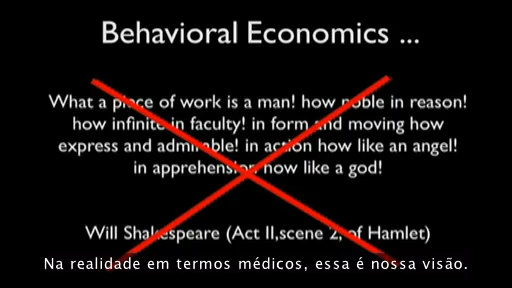 Behavioral Economics ...
What a piece of work is a man! how noble in reason!
how infinite in faculty! in form and moving how
express and admirable! in action how like an angel!
in apprehension how like a god!
Will Shakespeare (Act II,scene 2, of Hamlet)
Na realidade em termos médicos, essa é nossa visão.